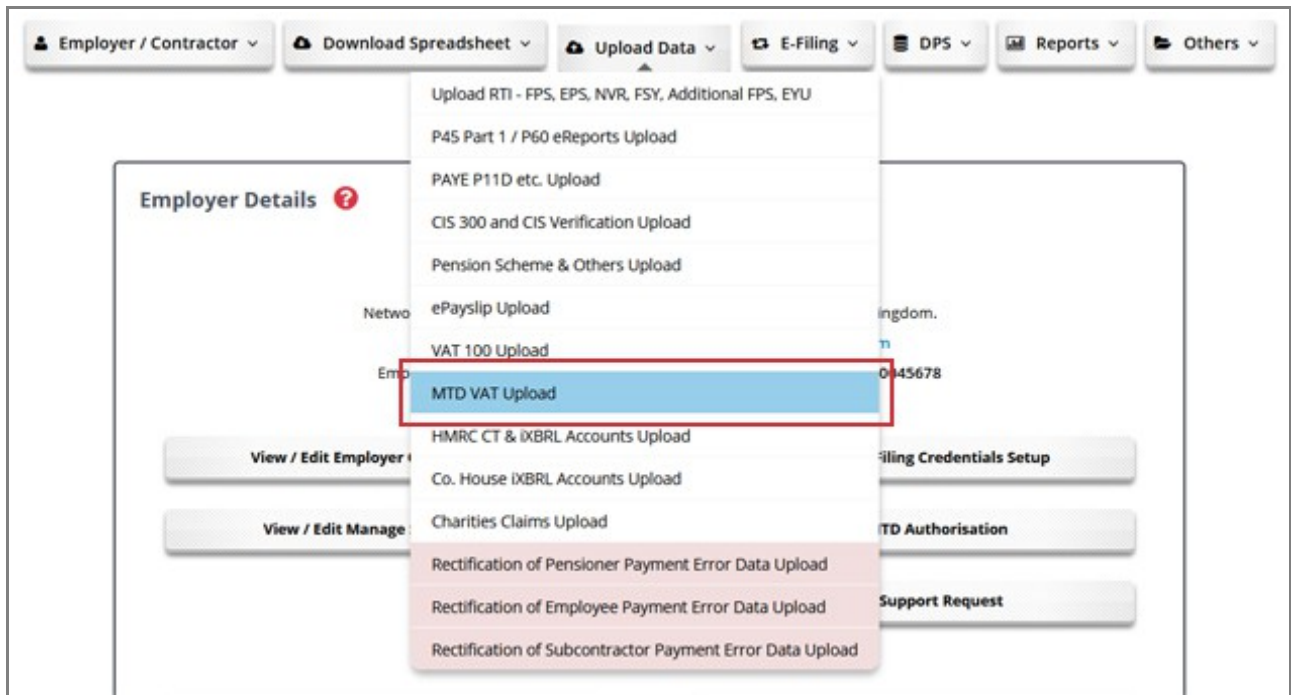 Employer / Contractor Download Spreadsheet Upload Data E-Filing DPS Reports Others
Upload RTI - FPS, EPS, NVR, FSY, Additional FPS, EYU
P45 Part 1 / P60 eReports Upload
PAYE P11D etc. Upload
Employer Details ?
CIS 300 and CIS Verification Upload
Pension Scheme & Others Upload
ePayslip Upload
VAT 100 Upload
MTD VAT Upload
HMRC CT & iXBRL Accounts Upload
View / Edit Employer
Filing Credentials Setup
Co. House iXBRL Accounts Upload
Charities Claims Upload
View / Edit Manage
Authorisation
Rectification of Pensioner Payment Error Data Upload
Rectification of Employee Payment Error Data Upload
Support Request
Rectification of Subcontractor Payment Error Data Upload